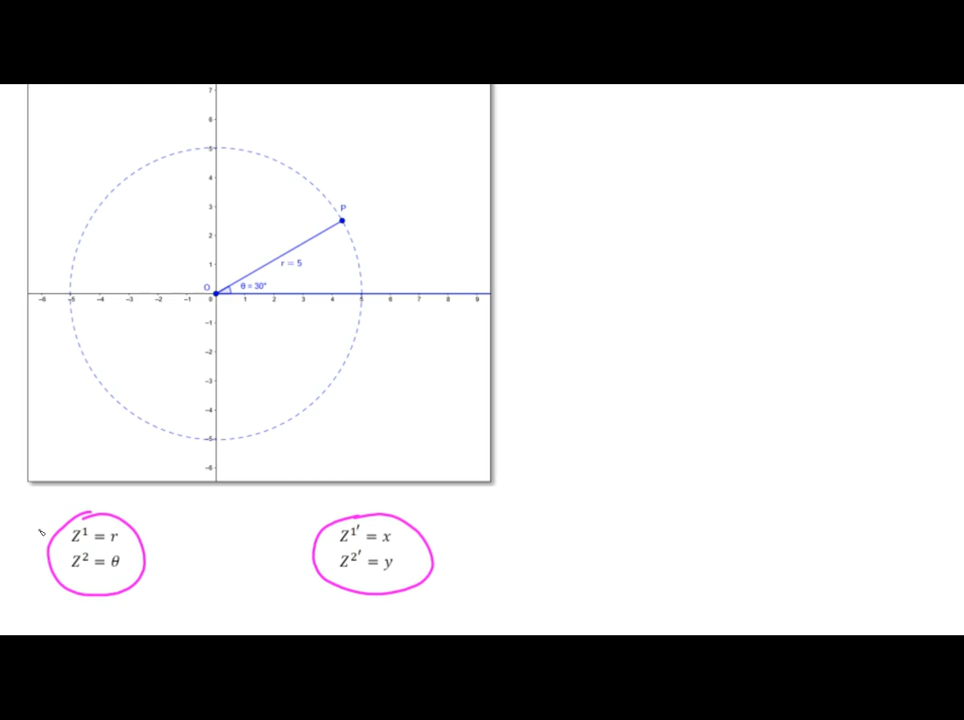 7
6
5
4
3
P
2
1
r = 5
O
θ = 30°
−6 −5 −4 −3 −2 −1 0 1 2 3 4 5 6 7 8 9
−1
−2
−3
−4
−5
−6
Z¹ = r
Z² = θ
Z¹′ = x
Z²′ = y